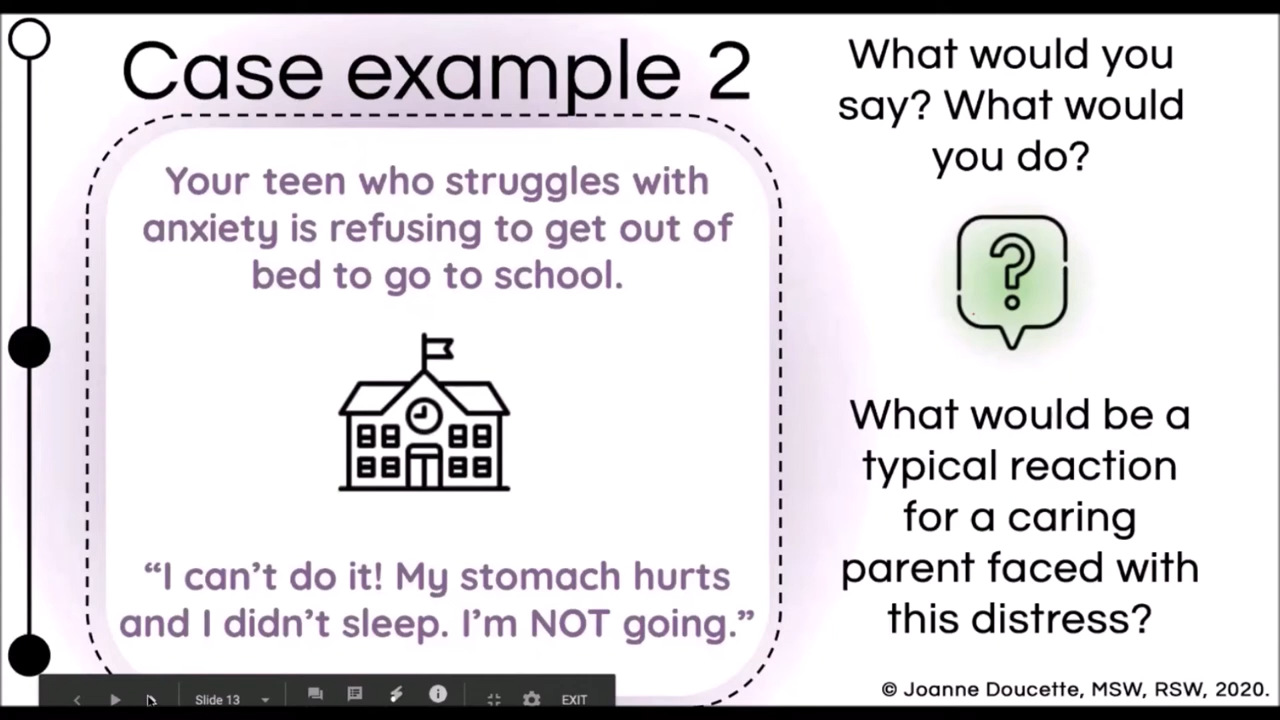 Case example 2
Your teen who struggles with
anxiety is refusing to get out of
bed to go to school.
“I can’t do it! My stomach hurts
and I didn’t sleep. I’m NOT going.”
What would you
say? What would
you do?
?
What would be a
typical reaction
for a caring
parent faced with
this distress?
© Joanne Doucette, MSW, RSW, 2020.
Slide 13
EXIT